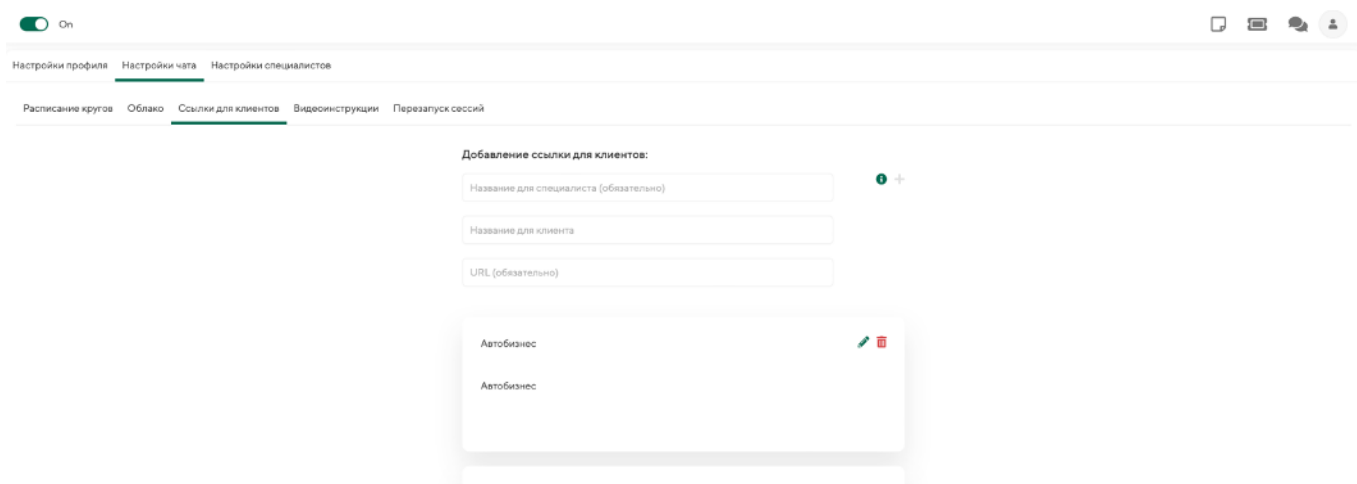 On
Настройки профиля Настройки чата Настройки специалистов
Расписание кругов Облако Ссылки для клиентов Видеоинструкции Перезапуск сессий
Добавление ссылки для клиентов:
Название для специалиста (обязательно)
Название для клиента
URL (обязательно)
Автобизнес
Автобизнес